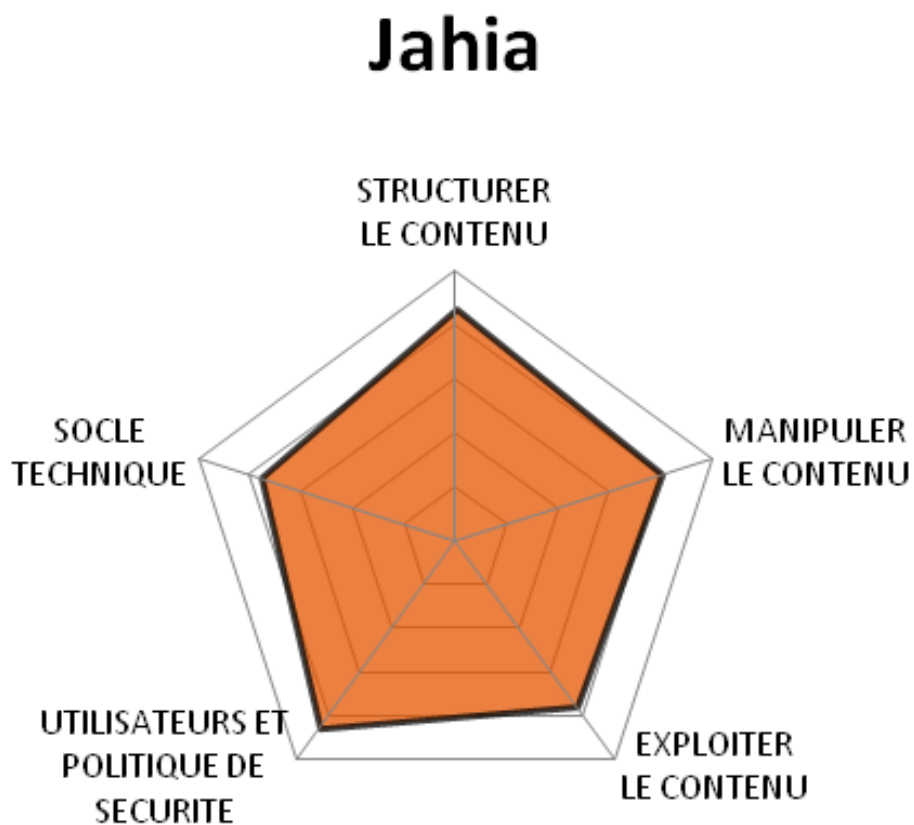 Jahia
STRUCTURER
LE CONTENU
MANIPULER
LE CONTENU
EXPLOITER
LE CONTENU
UTILISATEURS ET
POLITIQUE DE
SECURITE
SOCLE
TECHNIQUE